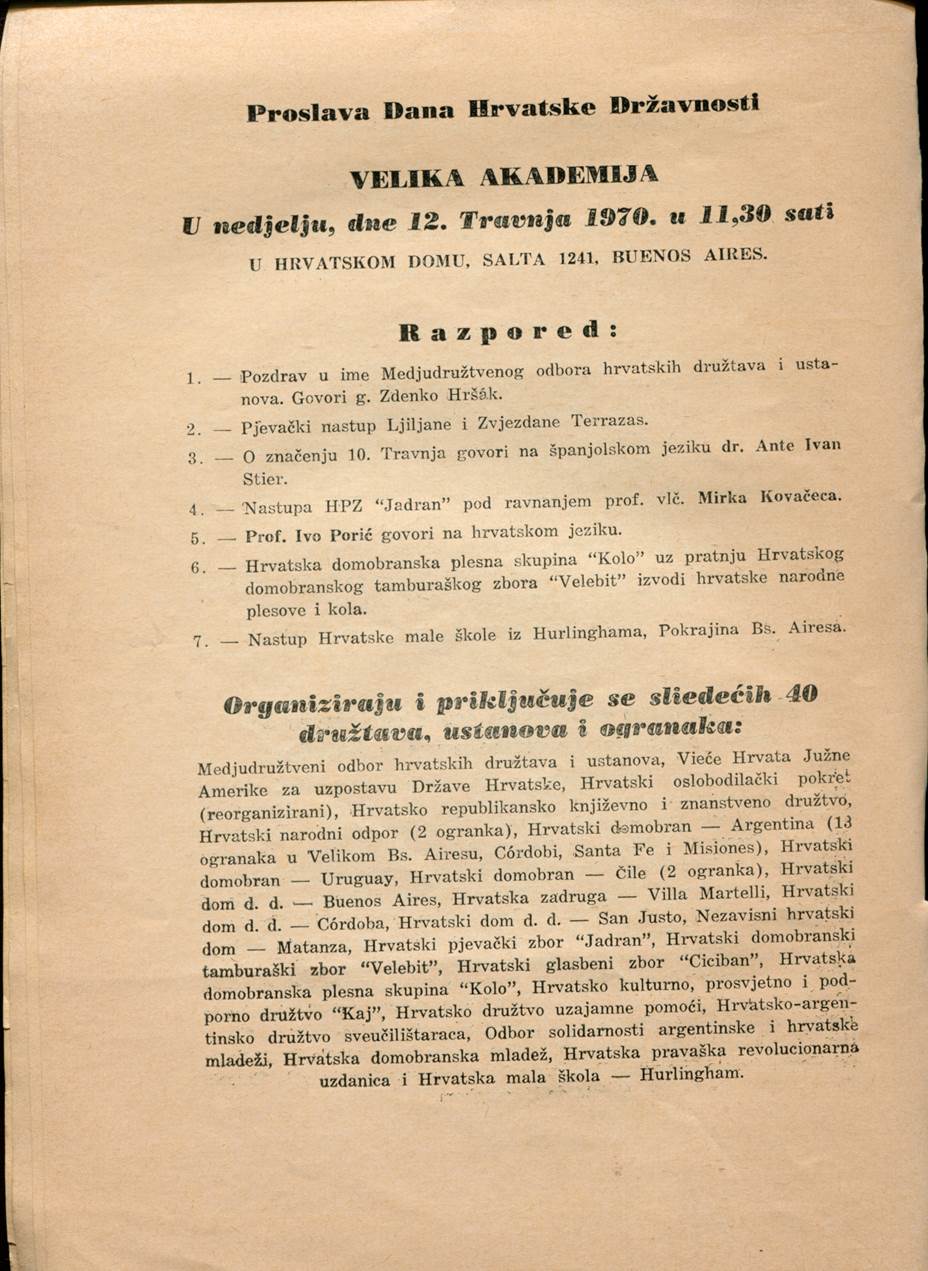 Proslava Dana Hrvatske Državnosti
VELIKA AKADEMIJA
U nedjelju, dne 12. Travnja 1970. u 11,30 sati
U HRVATSKOM DOMU, SALTA 1241, BUENOS AIRES.
Razpored:
1. — Pozdrav u ime Medjudružtvenog odbora hrvatskih družtava i usta-
nova. Govori g. Zdenko Hršák.
2. — Pjevački nastup Ljiljane i Zvjezdane Terrazas.
3. — O značenju 10. Travnja govori na španjolskom jeziku dr. Ante Ivan
Stier.
4. — Nastupa HPZ “Jadran” pod ravnanjem prof. vlč. Mirka Kovačeca.
5. — Prof. Ivo Porić govori na hrvatskom jeziku.
6. — Hrvatska domobranska plesna skupina “Kolo” uz pratnju Hrvatskog
domobranskog tamburaškog zbora “Velebit” izvodi hrvatske narodne
plesove i kola.
7. — Nastup Hrvatske male škole iz Hurlinghama, Pokrajina Bs. Airesa.
Organiziraju i priključuje se sliedećih 40
družtava, ustanova i ogranaka:
Medjudružtveni odbor hrvatskih družtava i ustanova, Vieće Hrvata Južne
Amerike za uzpostavu Države Hrvatske, Hrvatski oslobodilački pokret
(reorganizirani), Hrvatsko republikansko književno i znanstveno družtvo,
Hrvatski narodni odpor (2 ogranka), Hrvatski domobran — Argentina (13
ogranaka u Velikom Bs. Airesu, Córdobi, Santa Fe i Misiones), Hrvatski
domobran — Uruguay, Hrvatski domobran — Čile (2 ogranka), Hrvatski
dom d. d. — Buenos Aires, Hrvatska zadruga — Villa Martelli, Hrvatski
dom d. d. — Córdoba, Hrvatski dom d. d. — San Justo, Nezavisni hrvatski
dom — Matanza, Hrvatski pjevački zbor “Jadran”, Hrvatski domobranski
tamburaški zbor “Velebit”, Hrvatski glasbeni zbor “Ciciban”, Hrvatska
domobranska plesna skupina “Kolo”, Hrvatsko kulturno, prosvjetno i pod-
porno družtvo “Kaj”, Hrvatsko družtvo uzajamne pomoći, Hrvatsko-argen-
tinsko družtvo sveučilištaraca, Odbor solidarnosti argentinske i hrvatske
mladeži, Hrvatska domobranska mladež, Hrvatska pravaška revolucionarna
uzdanica i Hrvatska mala škola — Hurlingham.